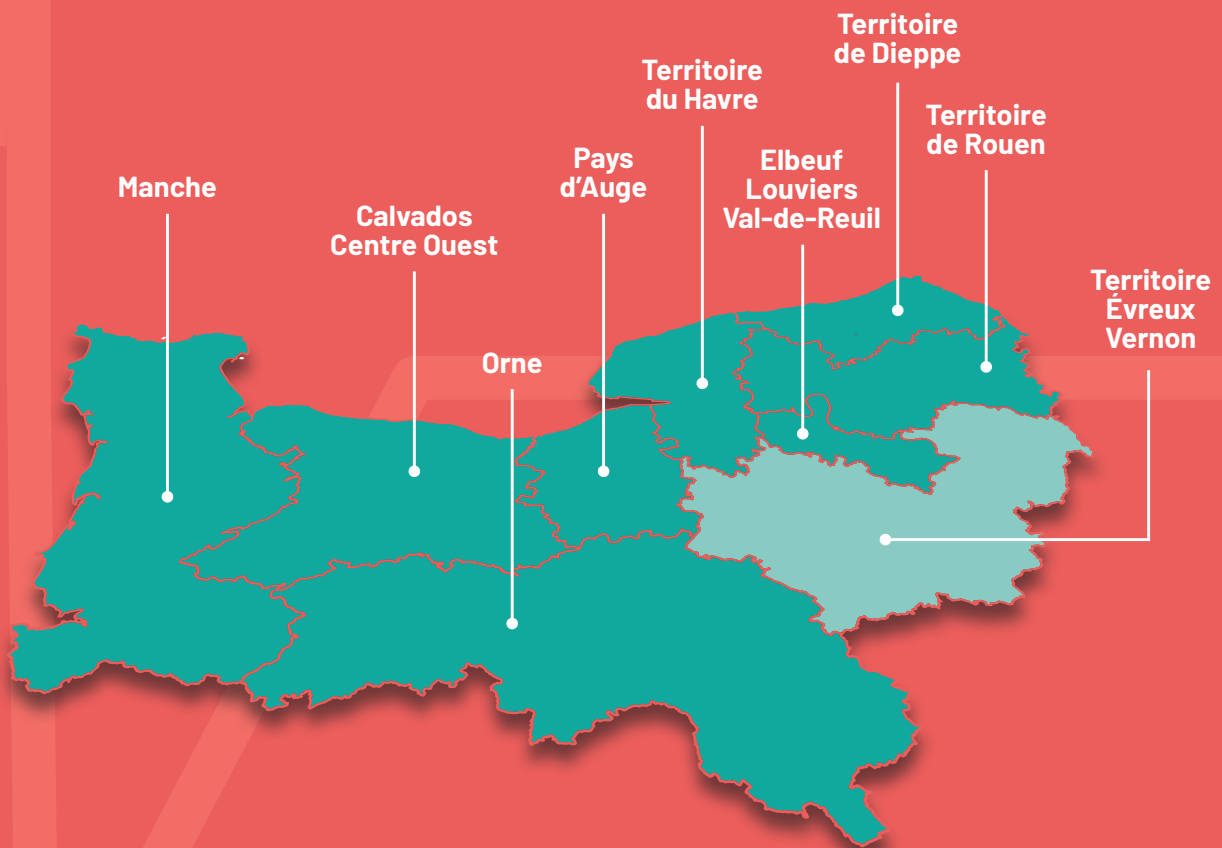 Territoire
de Dieppe
Territoire
du Havre
Territoire
de Rouen
Pays
d'Auge
Elbeuf
Louviers
Val-de-Reuil
Manche
Calvados
Centre Ouest
Territoire
Évreux
Vernon
Orne